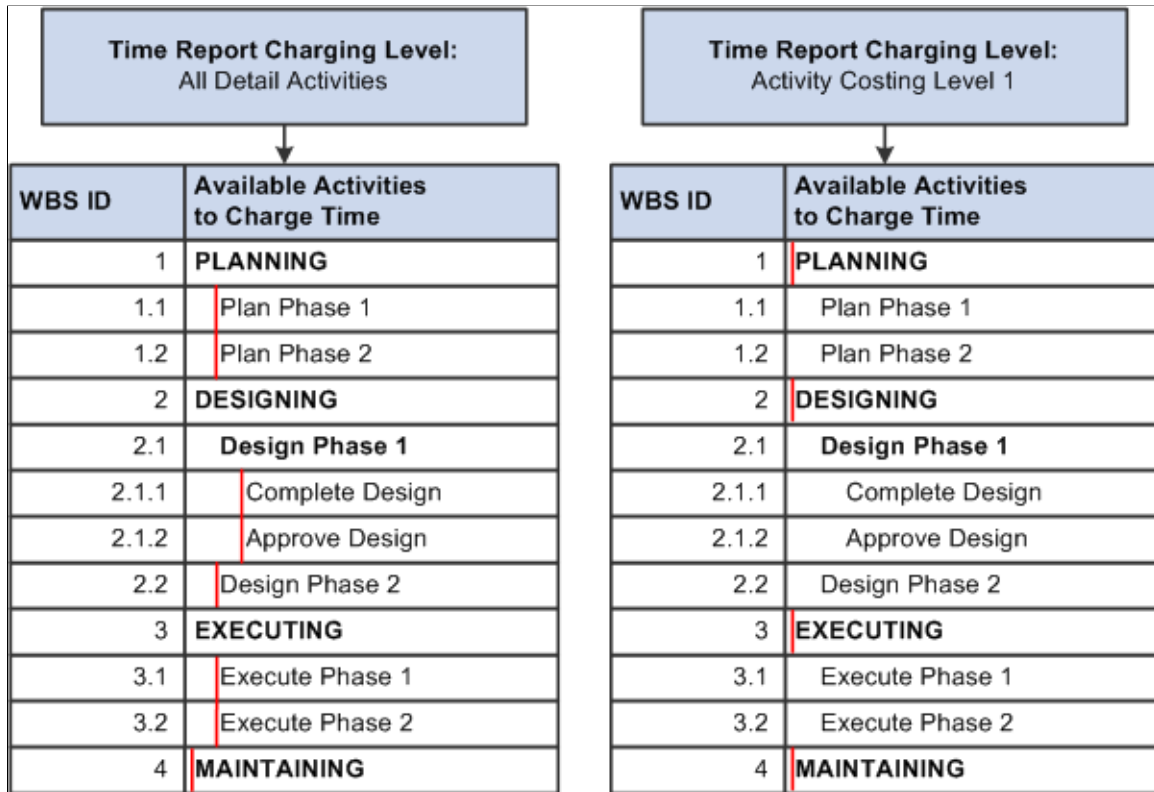 Time Report Charging Level:
All Detail Activities
WBS ID
Available Activities
to Charge Time
1 PLANNING
1.1 Plan Phase 1
1.2 Plan Phase 2
2 DESIGNING
2.1 Design Phase 1
2.1.1 Complete Design
2.1.2 Approve Design
2.2 Design Phase 2
3 EXECUTING
3.1 Execute Phase 1
3.2 Execute Phase 2
4 MAINTAINING
Time Report Charging Level:
Activity Costing Level 1
WBS ID
Available Activities
to Charge Time
1 PLANNING
1.1 Plan Phase 1
1.2 Plan Phase 2
2 DESIGNING
2.1 Design Phase 1
2.1.1 Complete Design
2.1.2 Approve Design
2.2 Design Phase 2
3 EXECUTING
3.1 Execute Phase 1
3.2 Execute Phase 2
4 MAINTAINING